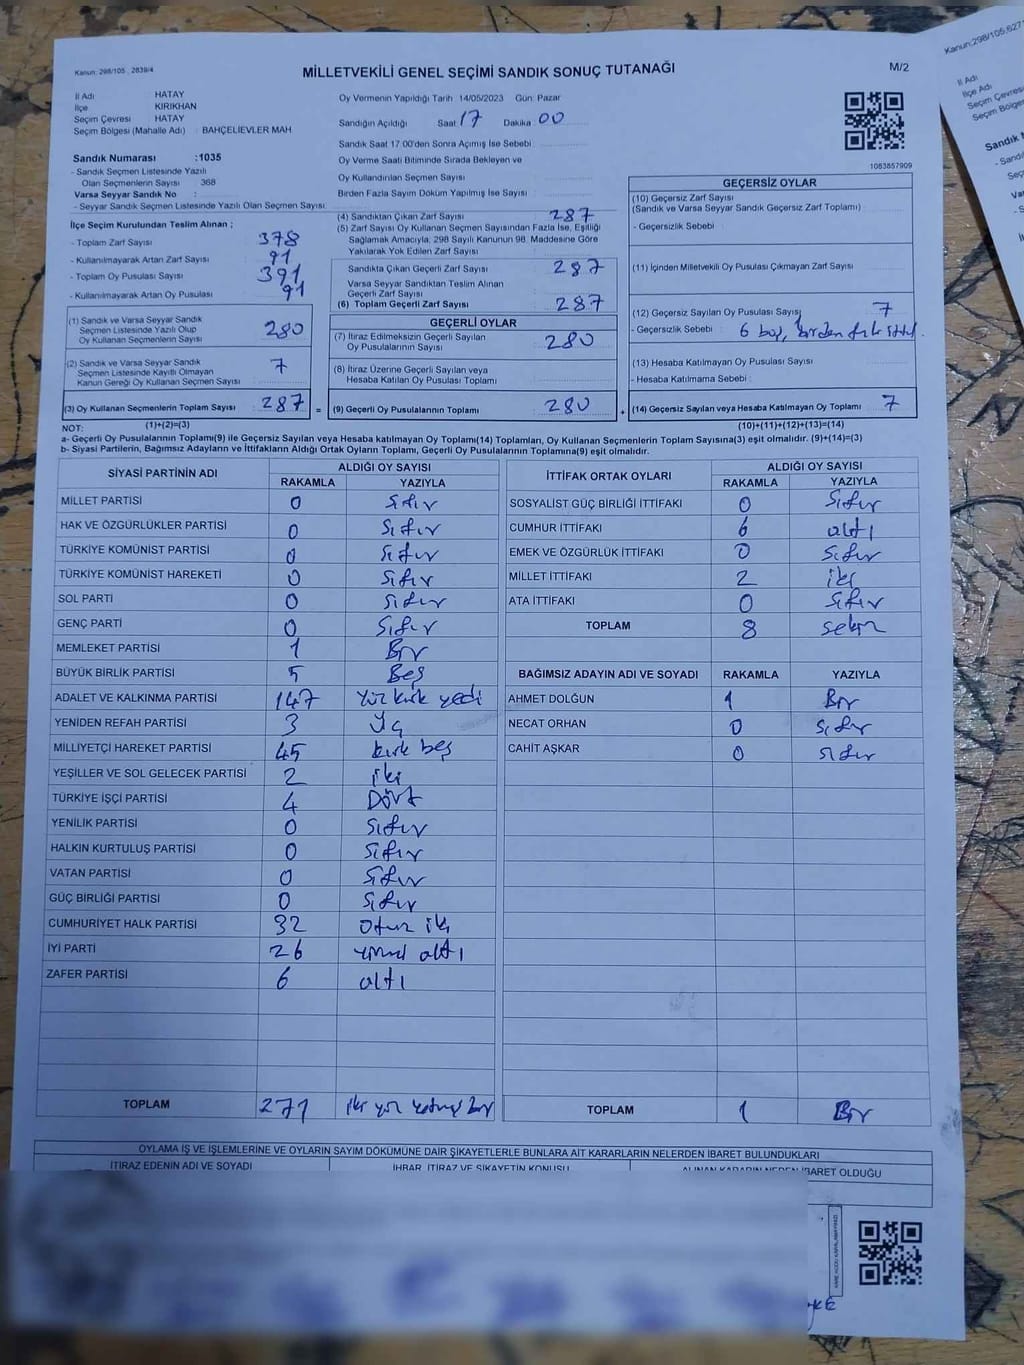 Kanun: 298/105 , 2839/4
MİLLETVEKİLİ GENEL SEÇİMİ SANDIK SONUÇ TUTANAĞI
M/2
İl Adı HATAY
İlçe KIRIKHAN
Seçim Çevresi HATAY
Seçim Bölgesi (Mahalle Adı) : BAHÇELİEVLER MAH
Sandık Numarası :1035
- Sandık Seçmen Listesinde Yazılı
Olan Seçmenlerin Sayısı 368
Varsa Seyyar Sandık No :
- Seyyar Sandık Seçmen Listesinde Yazılı Olan Seçmen Sayısı:
Oy Vermenin Yapıldığı Tarih 14/05/2023 Gün: Pazar
Sandığın Açıldığı Saat 17 Dakika 00
Sandık Saat 17:00'den Sonra Açımış İse Sebebi:
Oy Verme Saati Bitiminde Sırada Bekleyen ve
Oy Kullandırılan Seçmen Sayısı
Birden Fazla Sayım Döküm Yapılmış İse Sayısı
1083857909
İlçe Seçim Kurulundan Teslim Alınan ;
- Toplam Zarf Sayısı 378
- Kullanılmayarak Artan Zarf Sayısı 91
- Toplam Oy Pusulası Sayısı 391
- Kullanılmayarak Artan Oy Pusulası 91
(1) Sandık ve Varsa Seyyar Sandık
Seçmen Listesinde Yazılı Olup
Oy Kullanan Seçmenlerin Sayısı 280
(2) Sandık ve Varsa Seyyar Sandık
Seçmen Listesinde Kayıtlı Olmayan
Kanun Gereği Oy Kullanan Seçmen Sayısı 7
(3) Oy Kullanan Seçmenlerin Toplam Sayısı 287 =
(1)+(2)=(3)
(4) Sandıktan Çıkan Zarf Sayısı 287
(5) Zarf Sayısı Oy Kullanan Seçmen Sayısından Fazla İse, Eşitliği
Sağlamak Amacıyla; 298 Sayılı Kanunun 98. Maddesine Göre
Yakılarak Yok Edilen Zarf Sayısı
Sandıkta Çıkan Geçerli Zarf Sayısı 287
Varsa Seyyar Sandıktan Teslim Alınan
Geçerli Zarf Sayısı
(6) Toplam Geçerli Zarf Sayısı 287
GEÇERLİ OYLAR
(7) İtiraz Edilmeksizin Geçerli Sayılan
Oy Pusulalarının Sayısı 280
(8) İtiraz Üzerine Geçerli Sayılan veya
Hesaba Katılan Oy Pusulası Toplamı
(9) Geçerli Oy Pusulalarının Toplamı 280 +
GEÇERSİZ OYLAR
(10) Geçersiz Zarf Sayısı
(Sandık ve Varsa Seyyar Sandık Geçersiz Zarf Toplamı)
- Geçersizlik Sebebi :
(11) İçinden Milletvekili Oy Pusulası Çıkmayan Zarf Sayısı
(12) Geçersiz Sayılan Oy Pusulası Sayısı 7
- Geçersizlik Sebebi : 6 boş, birden
(13) Hesaba Katılmayan Oy Pusulası Sayısı
- Hesaba Katılmama Sebebi :
(14) Geçersiz Sayılan veya Hesaba Katılmayan Oy Toplamı 7
(10)+(11)+(12)+(13)=(14)
NOT:
a- Geçerli Oy Pusulalarının Toplamı(9) ile Geçersiz Sayılan veya Hesaba katılmayan Oy Toplamı(14) Toplamları, Oy Kullanan Seçmenlerin Toplam Sayısına(3) eşit olmalıdır. (9)+(14)=(3)
b- Siyasi Partilerin, Bağımsız Adayların ve İttifakların Aldığı Ortak Oyların Toplamı, Geçerli Oy Pusulalarının Toplamına(9) eşit olmalıdır.
SİYASİ PARTİNİN ADI ALDIĞI OY SAYISI
RAKAMLA YAZIYLA
MİLLET PARTİSİ 0 Sıfır
HAK VE ÖZGÜRLÜKLER PARTİSİ 0 Sıfır
TÜRKİYE KOMÜNİST PARTİSİ 0 Sıfır
TÜRKİYE KOMÜNİST HAREKETİ 0 Sıfır
SOL PARTİ 0 Sıfır
GENÇ PARTİ 0 Sıfır
MEMLEKET PARTİSİ 1 Bir
BÜYÜK BİRLİK PARTİSİ 5 Beş
ADALET VE KALKINMA PARTİSİ 147 Yüz kırk yedi
YENİDEN REFAH PARTİSİ 3 Üç
MİLLİYETÇİ HAREKET PARTİSİ 45 kırk beş
YEŞİLLER VE SOL GELECEK PARTİSİ 2 iki
TÜRKİYE İŞÇİ PARTİSİ 4 Dört
YENİLİK PARTİSİ 0 Sıfır
HALKIN KURTULUŞ PARTİSİ 0 Sıfır
VATAN PARTİSİ 0 Sıfır
GÜÇ BİRLİĞİ PARTİSİ 0 Sıfır
CUMHURİYET HALK PARTİSİ 32 otuz iki
İYİ PARTİ 26 yirmi altı
ZAFER PARTİSİ 6 altı
TOPLAM 271 iki yüz yetmiş bir
İTTİFAK ORTAK OYLARI ALDIĞI OY SAYISI
RAKAMLA YAZIYLA
SOSYALİST GÜÇ BİRLİĞİ İTTİFAKI 0 Sıfır
CUMHUR İTTİFAKI 6 altı
EMEK VE ÖZGÜRLÜK İTTİFAKI 0 Sıfır
MİLLET İTTİFAKI 2 iki
ATA İTTİFAKI 0 Sıfır
TOPLAM 8 sekiz
BAĞIMSIZ ADAYIN ADI VE SOYADI RAKAMLA YAZIYLA
AHMET DOLĞUN 1 Bir
NECAT ORHAN 0 Sıfır
CAHİT AŞKAR 0 Sıfır
TOPLAM 1 Bir
OYLAMA İŞ VE İŞLEMLERİNE VE OYLARIN SAYIM DÖKÜMÜNE DAİR ŞİKAYETLERLE BUNLARA AİT KARARLARIN NELERDEN İBARET BULUNDUKLARI
İTİRAZ EDENİN ADI VE SOYADI İHBAR, İTİRAZ VE ŞİKAYETİN KONUSU ALINAN KARARIN NEDEN İBARET OLDUĞU
Kanun:298/105;627
İl Adı
İlçe Adı
Seçim Çevresi
Seçim Bölges
Sandık